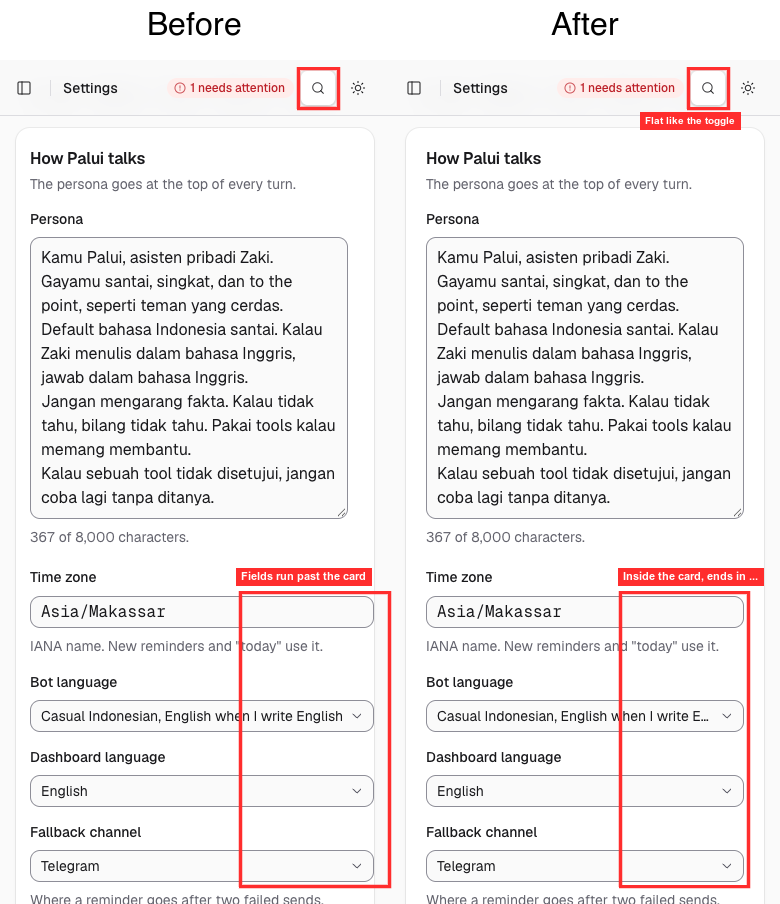 Before
After
Settings
1 needs attention
Settings
1 needs attention
Flat like the toggle
How Palui talks
The persona goes at the top of every turn.
Persona
Kamu Palui, asisten pribadi Zaki.
Gayamu santai, singkat, dan to the
point, seperti teman yang cerdas.
Default bahasa Indonesia santai. Kalau
Zaki menulis dalam bahasa Inggris,
jawab dalam bahasa Inggris.
Jangan mengarang fakta. Kalau tidak
tahu, bilang tidak tahu. Pakai tools kalau
memang membantu.
Kalau sebuah tool tidak disetujui, jangan
coba lagi tanpa ditanya.
367 of 8,000 characters.
Time zone
Fields run past the card
Asia/Makassar
IANA name. New reminders and "today" use it.
Bot language
Casual Indonesian, English when I write English
Dashboard language
English
Fallback channel
Telegram
Where a reminder goes after two failed sends.
How Palui talks
The persona goes at the top of every turn.
Persona
Kamu Palui, asisten pribadi Zaki.
Gayamu santai, singkat, dan to the
point, seperti teman yang cerdas.
Default bahasa Indonesia santai. Kalau
Zaki menulis dalam bahasa Inggris,
jawab dalam bahasa Inggris.
Jangan mengarang fakta. Kalau tidak
tahu, bilang tidak tahu. Pakai tools kalau
memang membantu.
Kalau sebuah tool tidak disetujui, jangan
coba lagi tanpa ditanya.
367 of 8,000 characters.
Time zone
Inside the card, ends in ...
Asia/Makassar
IANA name. New reminders and "today" use it.
Bot language
Casual Indonesian, English when I write E...
Dashboard language
English
Fallback channel
Telegram
Where a reminder goes after two failed sends.